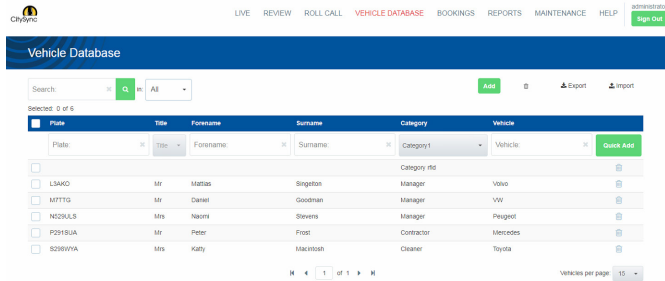 CitySync
LIVE REVIEW ROLL CALL VEHICLE DATABASE BOOKINGS REPORTS MAINTENANCE HELP administrato
Sign Out
Vehicle Database
Search: in: All Add Export Import
Selected: 0 of 6
Plate Title Forename Surname Category Vehicle
Plate: Title Forename: Surname: Category1 Vehicle: Quick Add
Category rfid
L3AKO Mr Mattias Singelton Manager Volvo
M7TTG Mr Daniel Goodman Manager VW
N529ULS Mrs Naomi Stevens Manager Peugeot
P291SUA Mr Peter Frost Contractor Mercedes
S298WYA Mrs Katty Macintosh Cleaner Toyota
1 of 1 Vehicles per page: 15